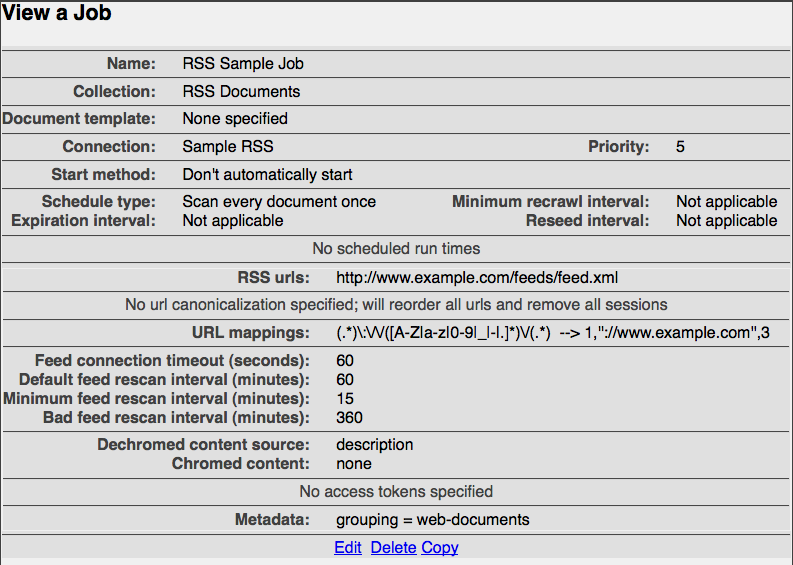 View a Job
Name: RSS Sample Job
Collection: RSS Documents
Document template: None specified
Connection: Sample RSS Priority: 5
Start method: Don't automatically start
Schedule type: Scan every document once Minimum recrawl interval: Not applicable
Expiration interval: Not applicable Reseed interval: Not applicable
No scheduled run times
RSS urls: http://www.example.com/feeds/feed.xml
No url canonicalization specified; will reorder all urls and remove all sessions
URL mappings: (.*)\:\/\/([A-Z|a-z|0-9|_|-|.]*)\/(.*) --> 1,"://www.example.com",3
Feed connection timeout (seconds): 60
Default feed rescan interval (minutes): 60
Minimum feed rescan interval (minutes): 15
Bad feed rescan interval (minutes): 360
Dechromed content source: description
Chromed content: none
No access tokens specified
Metadata: grouping = web-documents
Edit Delete Copy